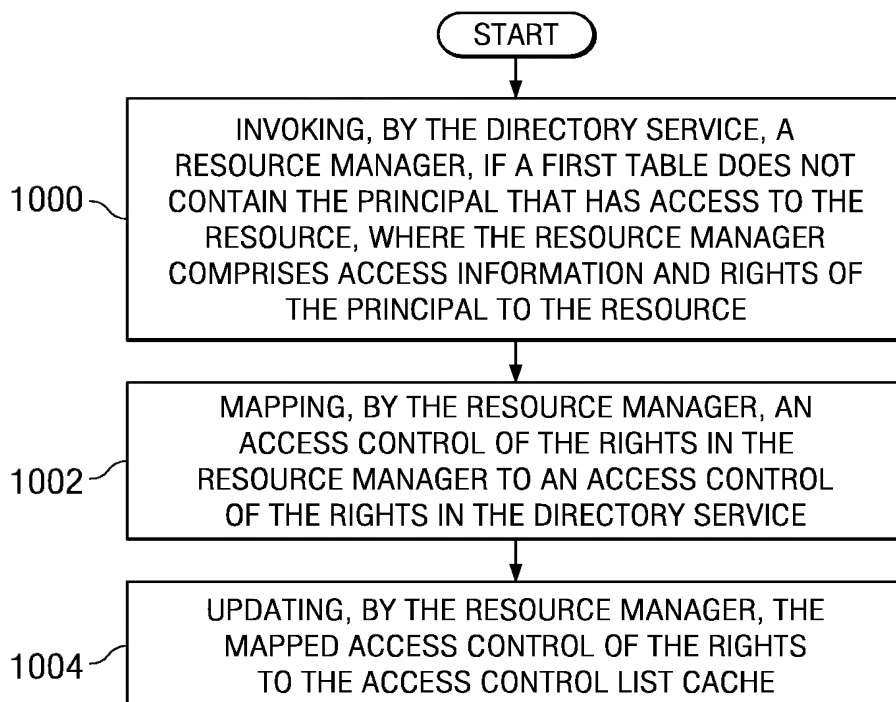 START
INVOKING, BY THE DIRECTORY SERVICE, A
RESOURCE MANAGER, IF A FIRST TABLE DOES NOT
CONTAIN THE PRINCIPAL THAT HAS ACCESS TO THE
RESOURCE, WHERE THE RESOURCE MANAGER
COMPRISES ACCESS INFORMATION AND RIGHTS OF
THE PRINCIPAL TO THE RESOURCE
1000
MAPPING, BY THE RESOURCE MANAGER, AN
ACCESS CONTROL OF THE RIGHTS IN THE
RESOURCE MANAGER TO AN ACCESS CONTROL
OF THE RIGHTS IN THE DIRECTORY SERVICE
1002
UPDATING, BY THE RESOURCE MANAGER, THE
MAPPED ACCESS CONTROL OF THE RIGHTS
TO THE ACCESS CONTROL LIST CACHE
1004